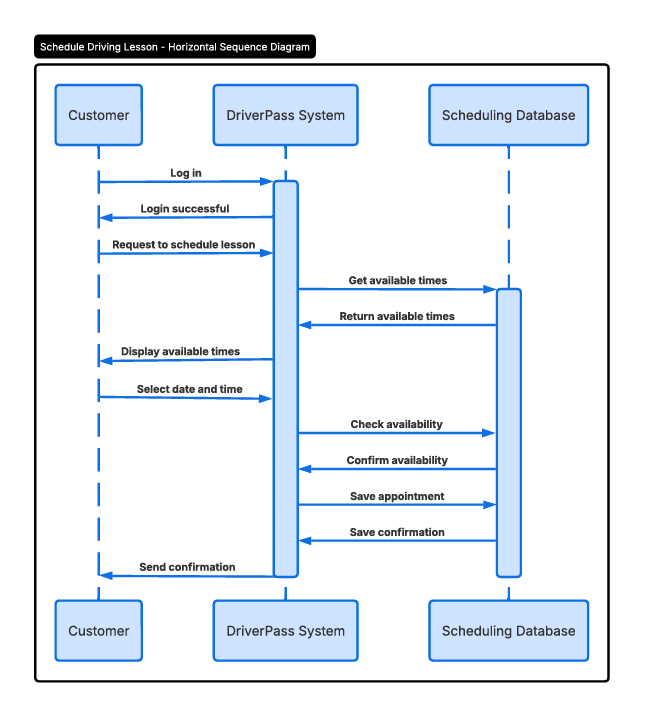 Schedule Driving Lesson - Horizontal Sequence Diagram
Customer
DriverPass System
Scheduling Database
Log in
Login successful
Request to schedule lesson
Get available times
Return available times
Display available times
Select date and time
Check availability
Confirm availability
Save appointment
Save confirmation
Send confirmation
Customer
DriverPass System
Scheduling Database